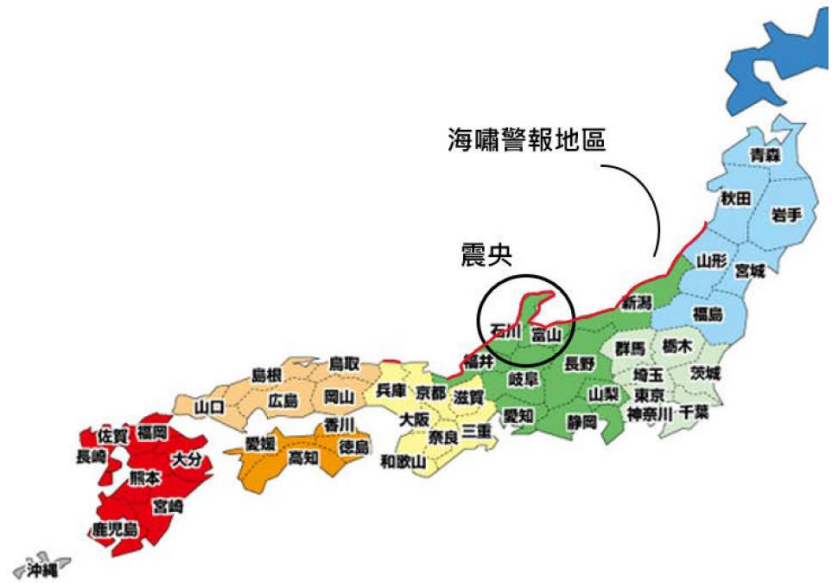 青森
海嘯警報地區
秋田
岩手
震央
山形
宮城
新潟
福島
石川
富山
群馬
栃木
福井
長野
鳥取
島根
茨城
埼玉
岐阜
兵庫
京都
滋賀
山梨
東京
岡山
広島
山口
千葉
神奈川
愛知
静岡
大阪
香川
三重
奈良
福岡
佐賀
愛媛
徳島
長崎
大分
高知
和歌山
熊本
宮崎
鹿児島
沖縄